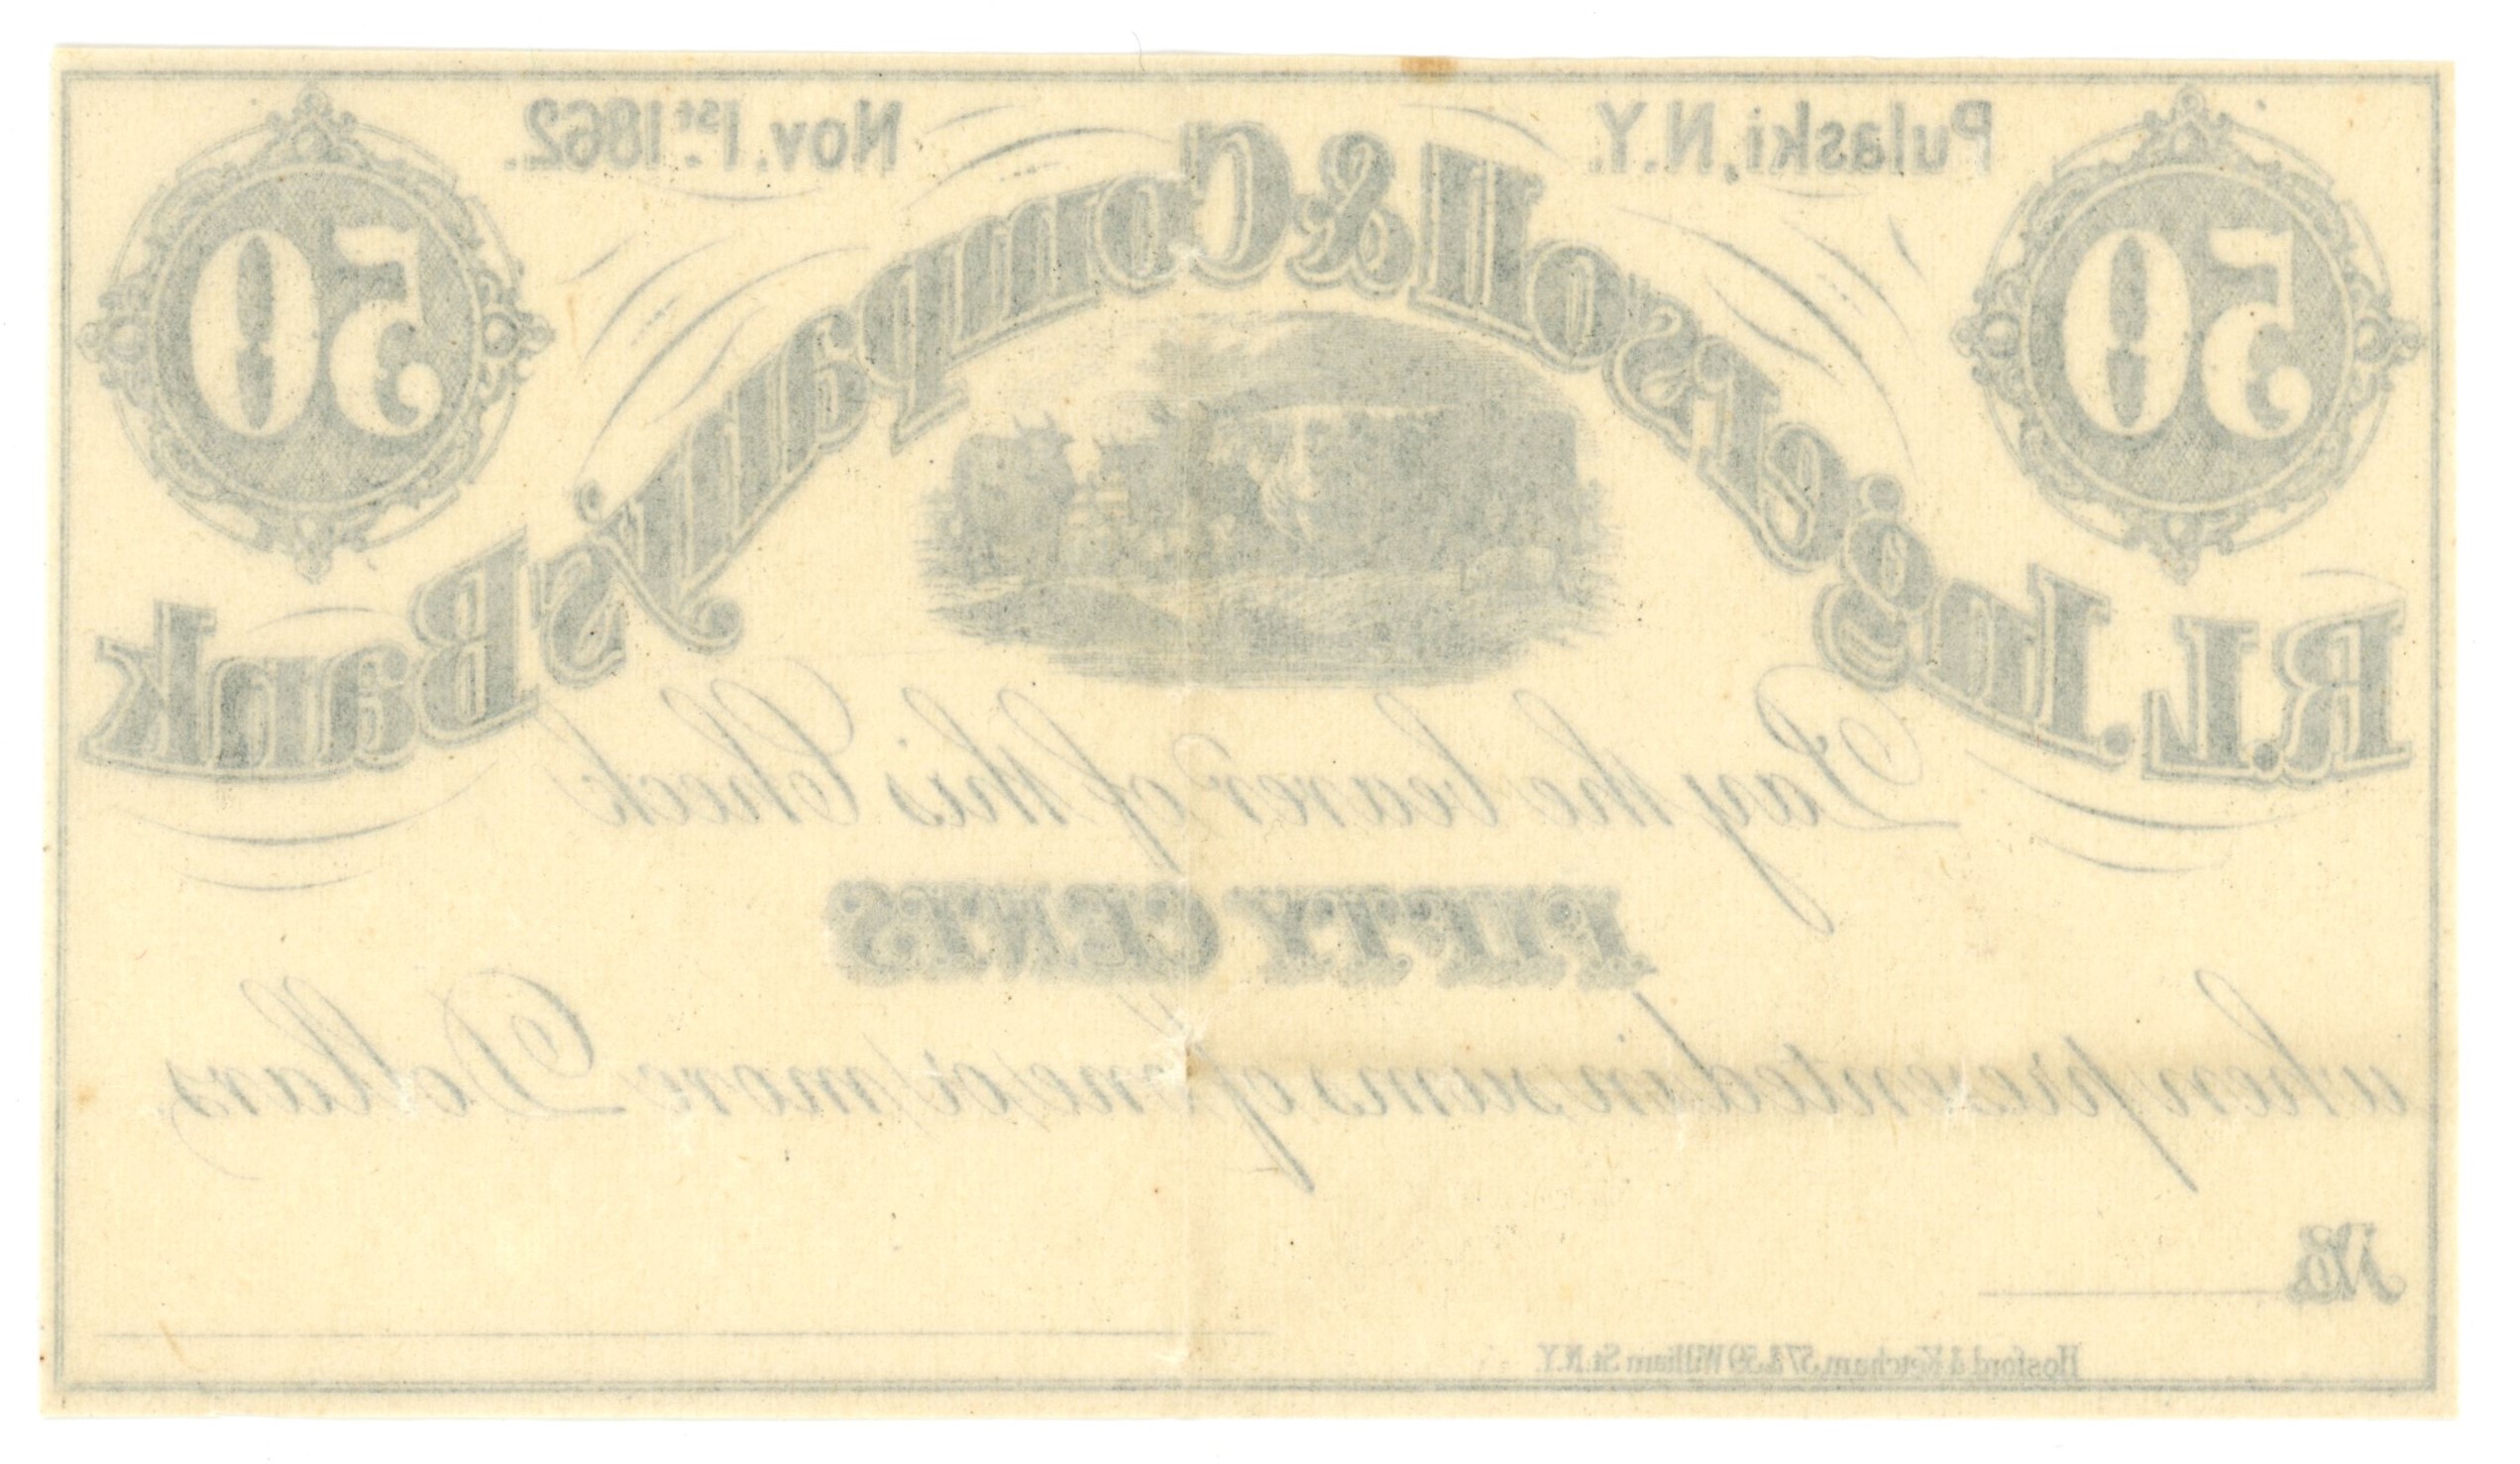 50 Pulaski, N.Y. Nov. 1st. 1862. 50
R.L. Ingersoll & Company's Bank
Pay the bearer of this Check
FIFTY CENTS
when presented in sums of one or more Dollars
No.
Hosford & Ketcham, 57 & 59 William St. N.Y.